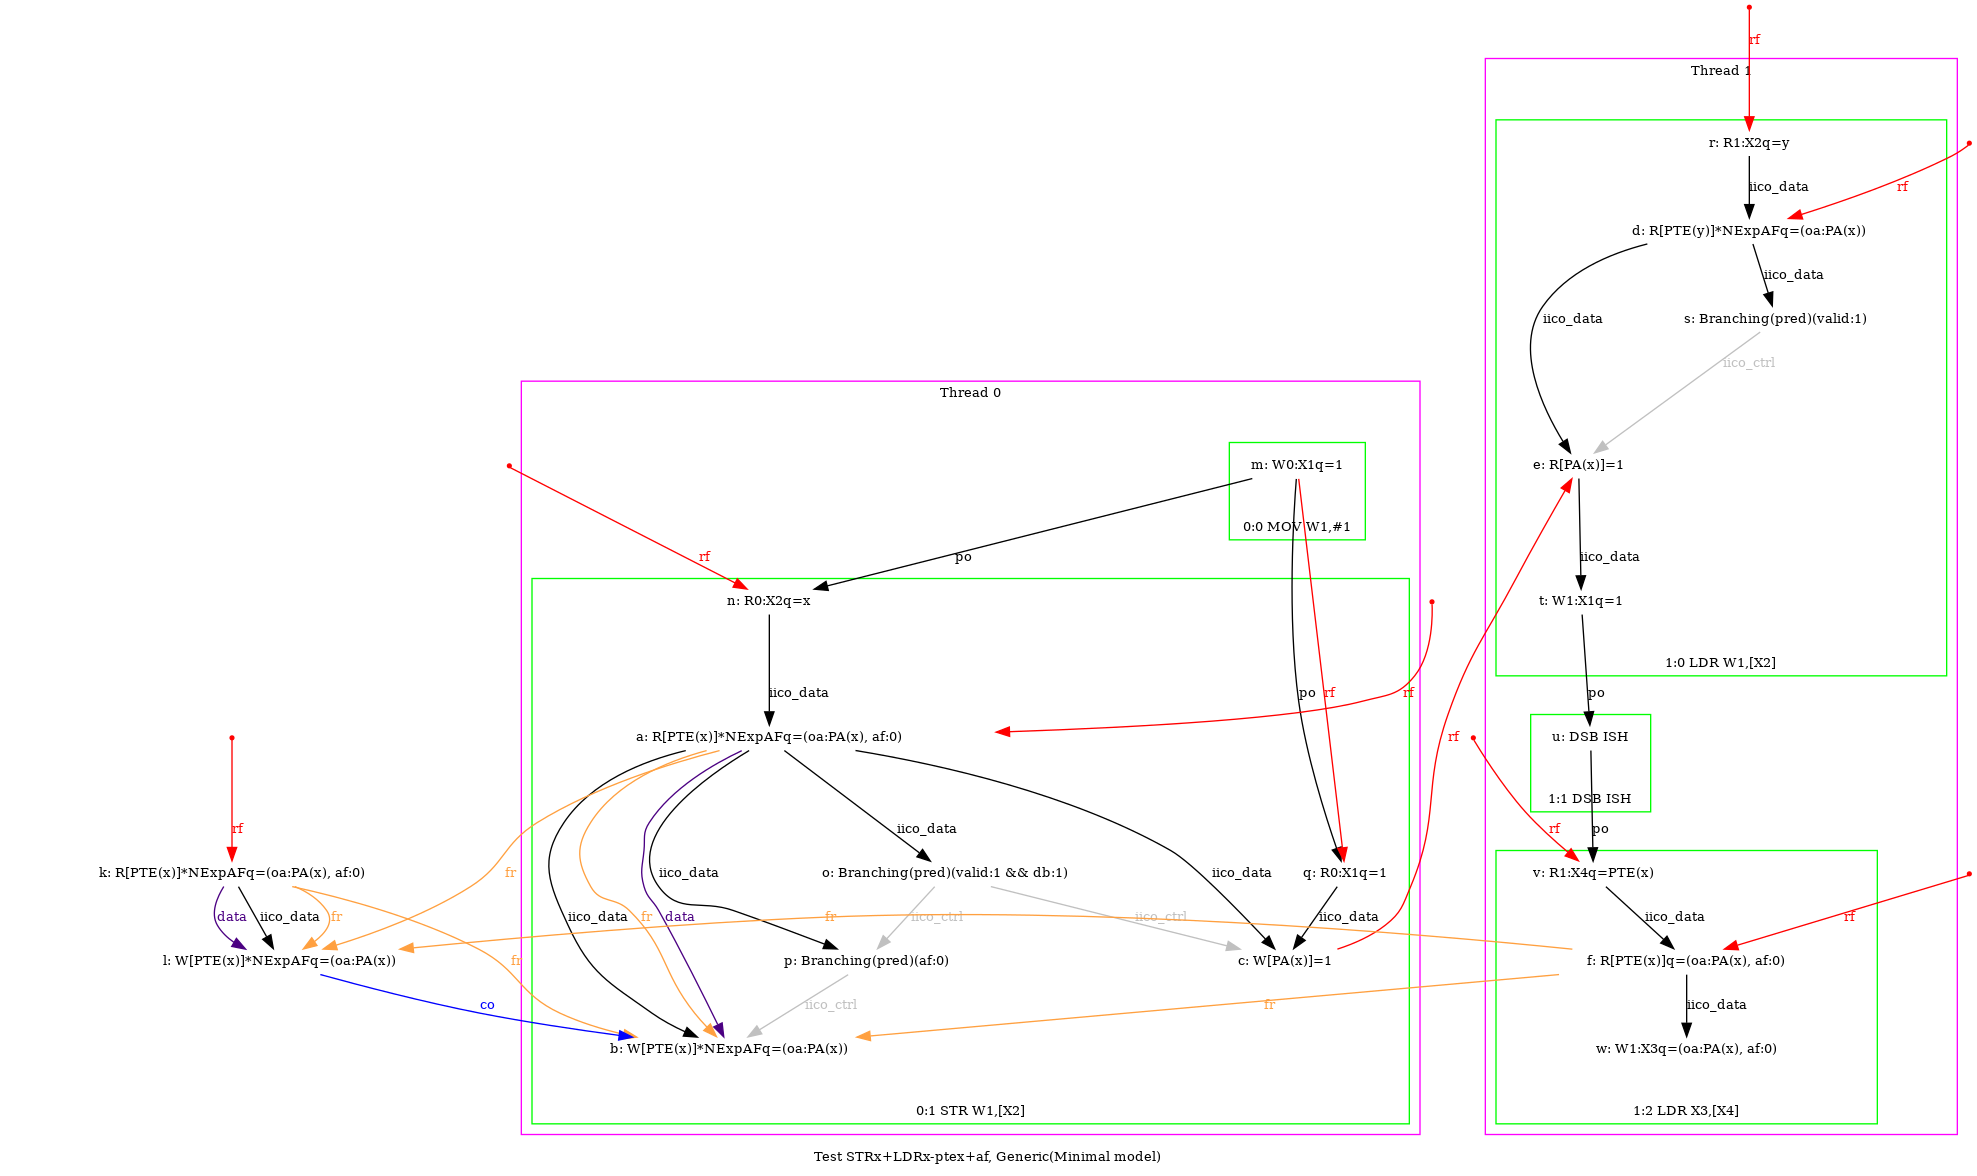 rf
Thread 1
r: R1:X2q=y
iico_data
rf
d: R[PTE(y)]*NExpAFq=(oa:PA(x))
iico_data
iico_data
s: Branching(pred)(valid:1)
iico_ctrl
e: R[PA(x)]=1
iico_data
t: W1:X1q=1
1:0 LDR W1,[X2]
po
u: DSB ISH
1:1 DSB ISH
rf
po
v: R1:X4q=PTE(x)
iico_data
rf
f: R[PTE(x)]q=(oa:PA(x), af:0)
iico_data
w: W1:X3q=(oa:PA(x), af:0)
1:2 LDR X3,[X4]
Thread 0
m: W0:X1q=1
0:0 MOV W1,#1
rf
po
n: R0:X2q=x
iico_data
po
rf
rf
rf
a: R[PTE(x)]*NExpAFq=(oa:PA(x), af:0)
iico_data
iico_data
iico_data
o: Branching(pred)(valid:1 && db:1)
q: R0:X1q=1
iico_data
fr
data
iico_ctrl
iico_ctrl
iico_data
p: Branching(pred)(af:0)
c: W[PA(x)]=1
iico_ctrl
fr
b: W[PTE(x)]*NExpAFq=(oa:PA(x))
0:1 STR W1,[X2]
rf
k: R[PTE(x)]*NExpAFq=(oa:PA(x), af:0)
data
iico_data
fr
fr
fr
fr
l: W[PTE(x)]*NExpAFq=(oa:PA(x))
co
Test STRx+LDRx-ptex+af, Generic(Minimal model)